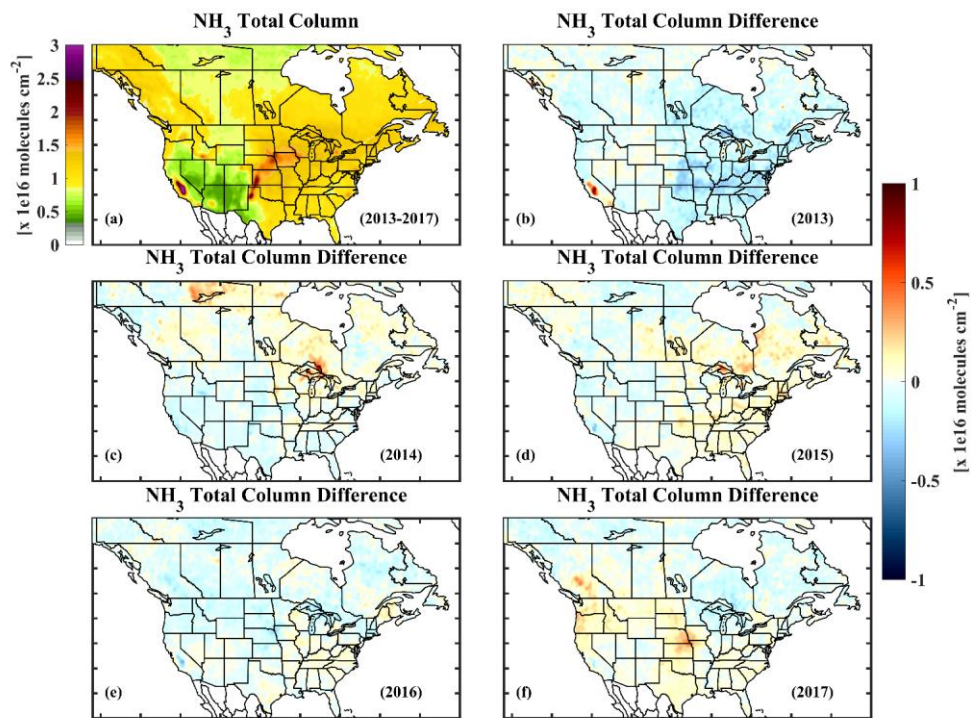 NH₃ Total Column
3
2.5
2
1.5
1
0.5
0
[x 1e16 molecules cm⁻²]
(a)
(2013-2017)
NH₃ Total Column Difference
(b)
(2013)
NH₃ Total Column Difference
(c)
(2014)
NH₃ Total Column Difference
(d)
(2015)
NH₃ Total Column Difference
(e)
(2016)
NH₃ Total Column Difference
(f)
(2017)
1
0.5
0
-0.5
-1
[x 1e16 molecules cm⁻²]